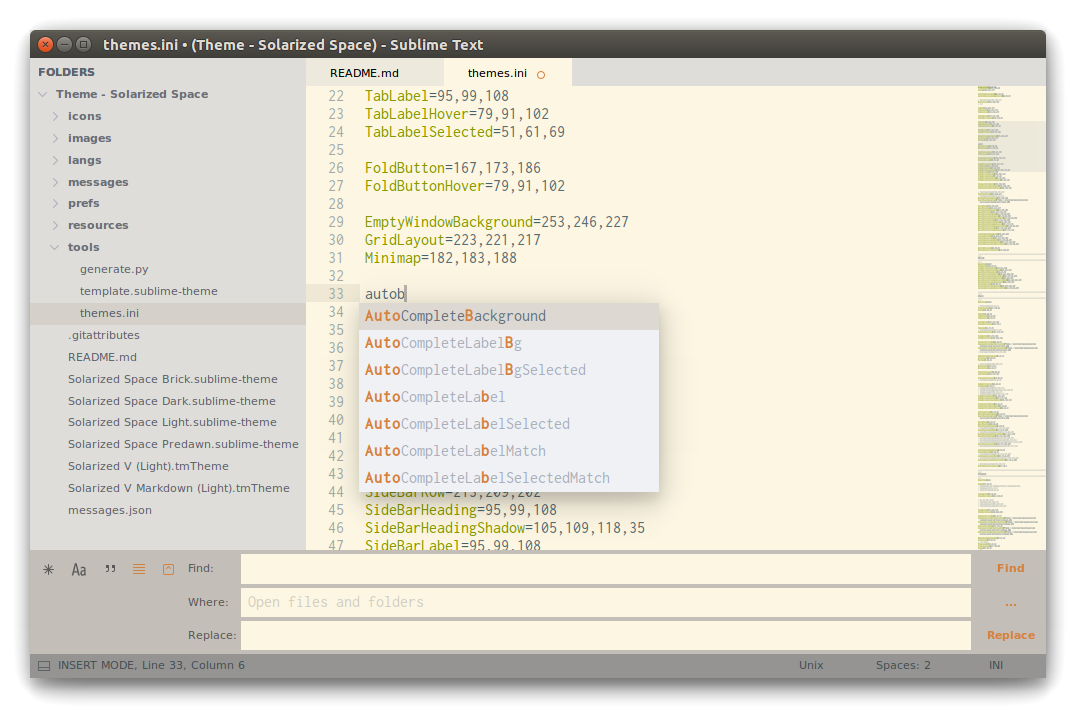 themes.ini • (Theme - Solarized Space) - Sublime Text
FOLDERS
Theme - Solarized Space
icons
images
langs
messages
prefs
resources
tools
generate.py
template.sublime-theme
themes.ini
.gitattributes
README.md
Solarized Space Brick.sublime-theme
Solarized Space Dark.sublime-theme
Solarized Space Light.sublime-theme
Solarized Space Predawn.sublime-theme
Solarized V (Light).tmTheme
Solarized V Markdown (Light).tmTheme
messages.json
README.md
themes.ini
22 TabLabel=95,99,108
23 TabLabelHover=79,91,102
24 TabLabelSelected=51,61,69
25
26 FoldButton=167,173,186
27 FoldButtonHover=79,91,102
28
29 EmptyWindowBackground=253,246,227
30 GridLayout=223,221,217
31 Minimap=182,183,188
32
33 autob
34 AutoCompleteBackground
35 AutoCompleteLabelBg
36 AutoCompleteLabelBgSelected
37
38 AutoCompleteLabel
39 AutoCompleteLabelSelected
40
41 AutoCompleteLabelMatch
42
43 AutoCompleteLabelSelectedMatch
44 SideBarRow=213,209,202
45 SideBarHeading=95,99,108
46 SideBarHeadingShadow=105,109,118,35
47 SideBarLabel=95,99,108
Aa
Find:
Find
Where:
Open files and folders
...
Replace:
Replace
INSERT MODE, Line 33, Column 6
Unix
Spaces: 2
INI